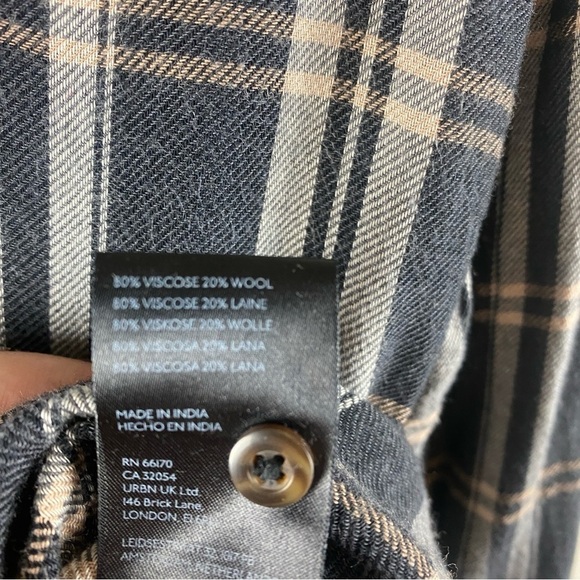 80% VISCOSE 20% WOOL
80% VISCOSE 20% LAINE
80% VISKOSE 20% WOLLE
80% VISCOSA 20% LANA
80% VISCOSA 20% LANA
MADE IN INDIA
HECHO EN INDIA
RN 66170
CA 32054
URBN UK Ltd.
146 Brick Lane,
LONDON,